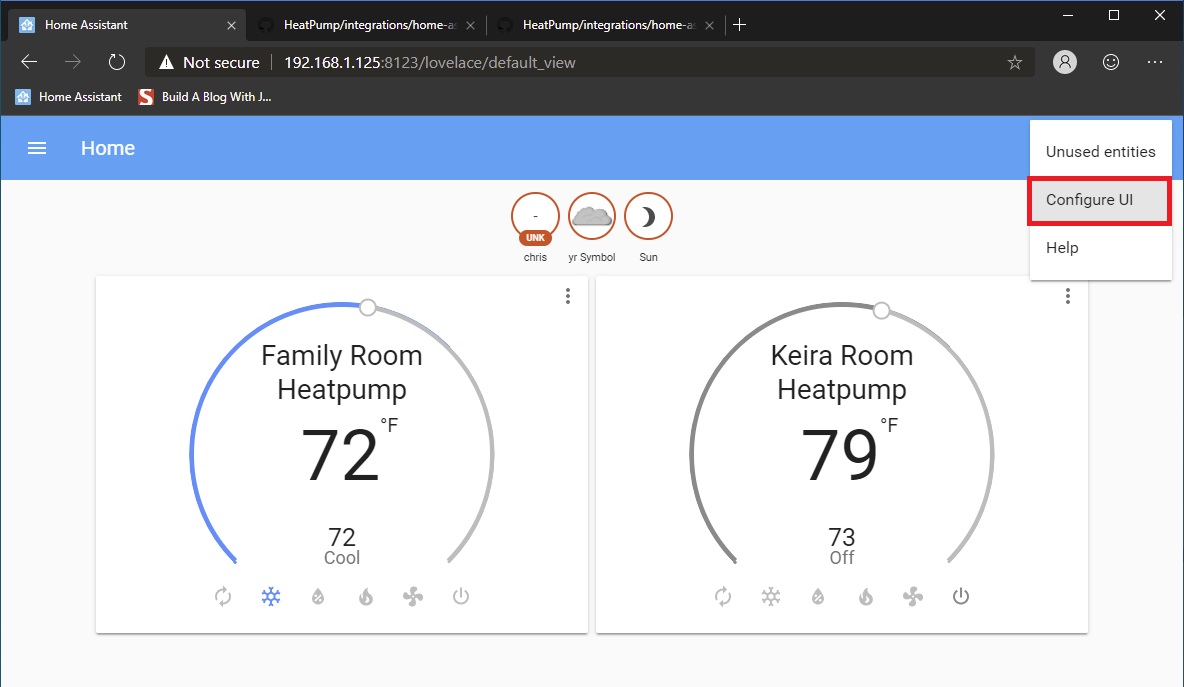 Home Assistant
HeatPump/integrations/home-as
HeatPump/integrations/home-as
Not secure
192.168.1.125:8123/lovelace/default_view
Home Assistant
Build A Blog With J...
Home
Unused entities
Configure UI
Help
-
UNK
chris
yr Symbol
Sun
Family Room
Heatpump
72 °F
72
Cool
Keira Room
Heatpump
79 °F
73
Off